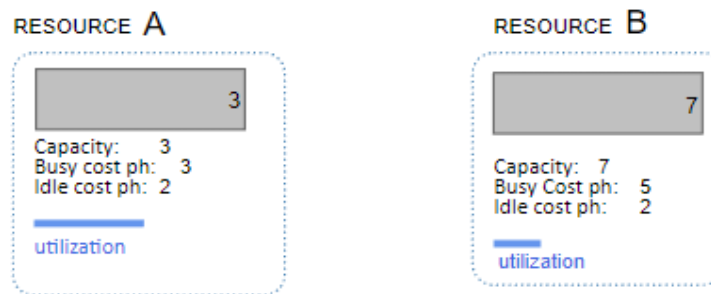 RESOURCE A
3
Capacity: 3
Busy cost ph: 3
Idle cost ph: 2
utilization
RESOURCE B
7
Capacity: 7
Busy Cost ph: 5
Idle cost ph: 2
utilization